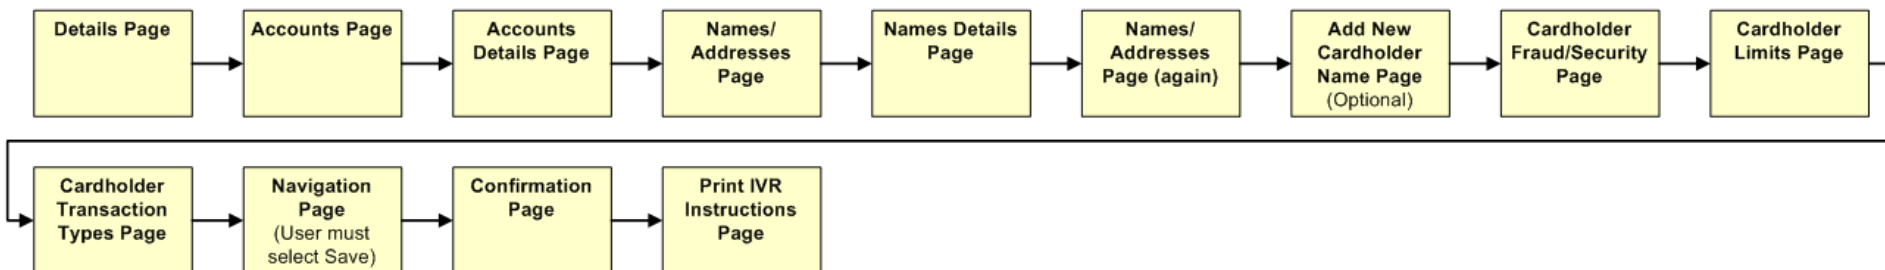 Details Page
Accounts Page
Accounts
Details Page
Names/
Addresses
Page
Names Details
Page
Names/
Addresses
Page (again)
Add New
Cardholder
Name Page
(Optional)
Cardholder
Fraud/Security
Page
Cardholder
Limits Page
Cardholder
Transaction
Types Page
Navigation
Page
(User must
select Save)
Confirmation
Page
Print IVR
Instructions
Page